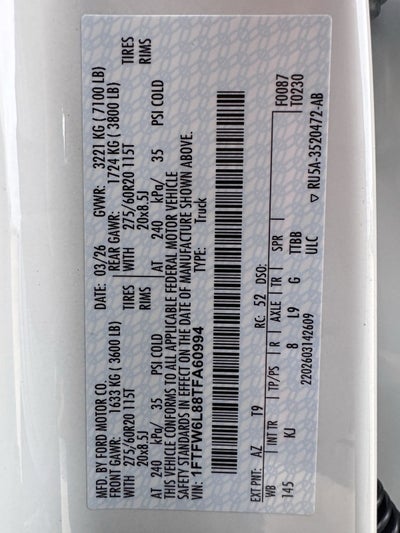 MFD. BY FORD MOTOR CO. DATE: 03/26 GVWR: 3221 KG ( 7100 LB)
FRONT GAWR: 1633 KG ( 3600 LB) REAR GAWR: 1724 KG ( 3800 LB)
WITH 275/60R20 115T TIRES WITH 275/60R20 115T TIRES
20x8.5J RIMS 20x8.5J RIMS
AT 240 kPa/ 35 PSI COLD AT 240 kPa/ 35 PSI COLD
THIS VEHICLE CONFORMS TO ALL APPLICABLE FEDERAL MOTOR VEHICLE
SAFETY STANDARDS IN EFFECT ON THE DATE OF MANUFACTURE SHOWN ABOVE.
VIN: 1FTFW6L88TFA60994 TYPE: Truck
F0087
T0230
EXT PNT: AZ T9 RC: 52 DSO:
WB INT TR TP/PS R AXLE TR SPR
145 KJ 8 L9 G TTBB
ULC
2202603142609
▽ RU5A-3520472-AB